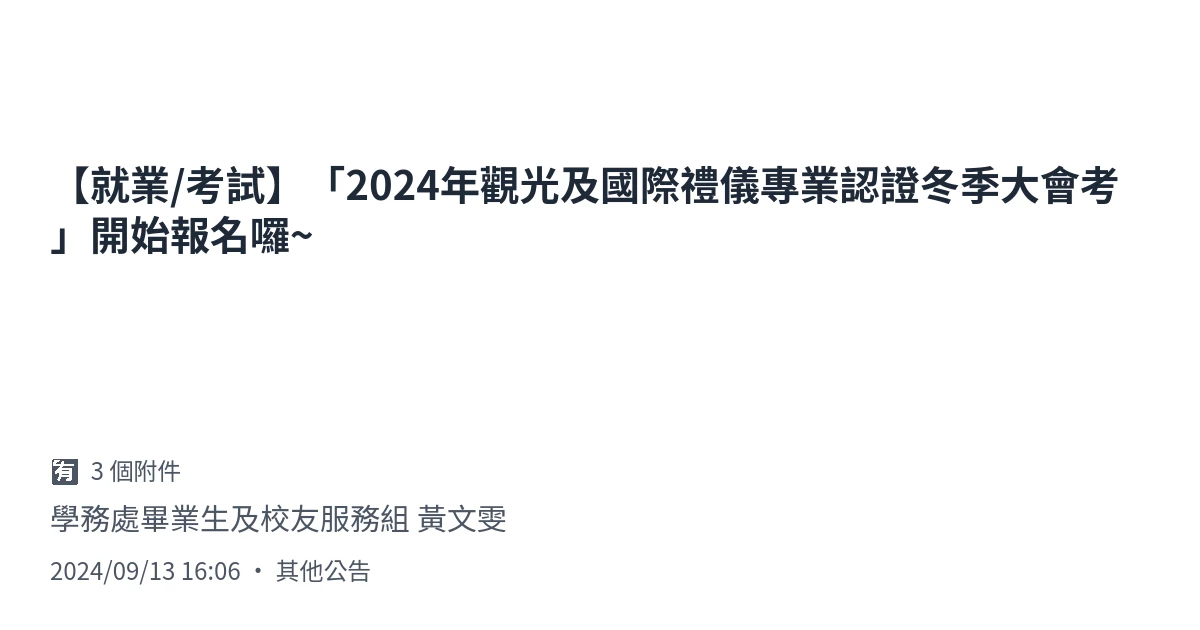 【就業/考試】「2024年觀光及國際禮儀專業認證冬季大會考
」開始報名囉~
有 3 個附件
學務處畢業生及校友服務組 黃文雯
2024/09/13 16:06 • 其他公告